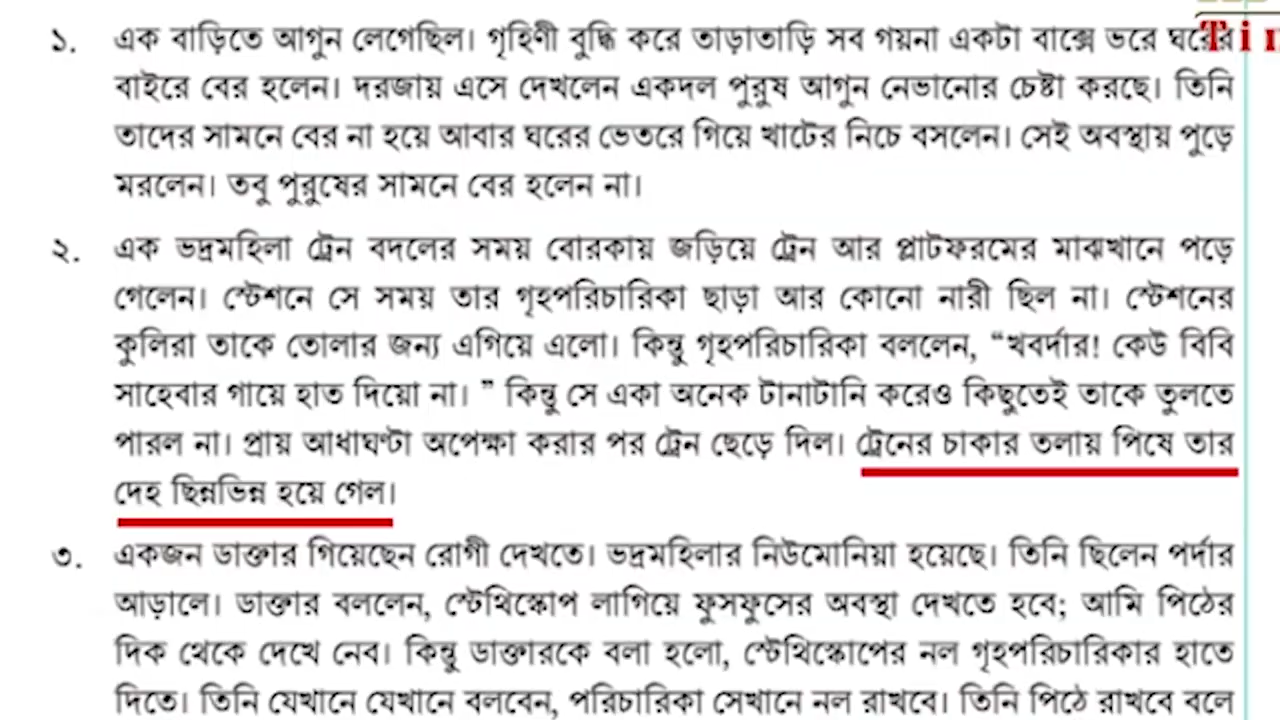 ১. এক বাড়িতে আগুন লেগেছিল। গৃহিণী বুদ্ধি করে তাড়াতাড়ি সব গয়না একটা বাক্সে ভরে ঘরের
বাইরে বের হলেন। দরজায় এসে দেখলেন একদল পুরুষ আগুন নেভানোর চেষ্টা করছে। তিনি
তাদের সামনে বের না হয়ে আবার ঘরের ভেতরে গিয়ে খাটের নিচে বসলেন। সেই অবস্থায় পুড়ে
মরলেন। তবু পুরুষের সামনে বের হলেন না।
২. এক ভদ্রমহিলা ট্রেন বদলের সময় বোরকায় জড়িয়ে ট্রেন আর প্লাটফরমের মাঝখানে পড়ে
গেলেন। স্টেশনে সে সময় তার গৃহপরিচারিকা ছাড়া আর কোনো নারী ছিল না। স্টেশনের
কুলিরা তাকে তোলার জন্য এগিয়ে এলো। কিন্তু গৃহপরিচারিকা বললেন, “খবর্দার! কেউ বিবি
সাহেবার গায়ে হাত দিয়ো না। ” কিন্তু সে একা অনেক টানাটানি করেও কিছুতেই তাকে তুলতে
পারল না। প্রায় আধাঘণ্টা অপেক্ষা করার পর ট্রেন ছেড়ে দিল। ট্রেনের চাকার তলায় পিষে তার
দেহ ছিন্নভিন্ন হয়ে গেল।
৩. একজন ডাক্তার গিয়েছেন রোগী দেখতে। ভদ্রমহিলার নিউমোনিয়া হয়েছে। তিনি ছিলেন পর্দার
আড়ালে। ডাক্তার বললেন, স্টেথিস্কোপ লাগিয়ে ফুসফুসের অবস্থা দেখতে হবে; আমি পিঠের
দিক থেকে দেখে নেব। কিন্তু ডাক্তারকে বলা হলো, স্টেথিস্কোপের নল গৃহপরিচারিকার হাতে
দিতে। তিনি যেখানে যেখানে বলবেন, পরিচারিকা সেখানে নল রাখবে। তিনি পিঠে রাখবে বলে